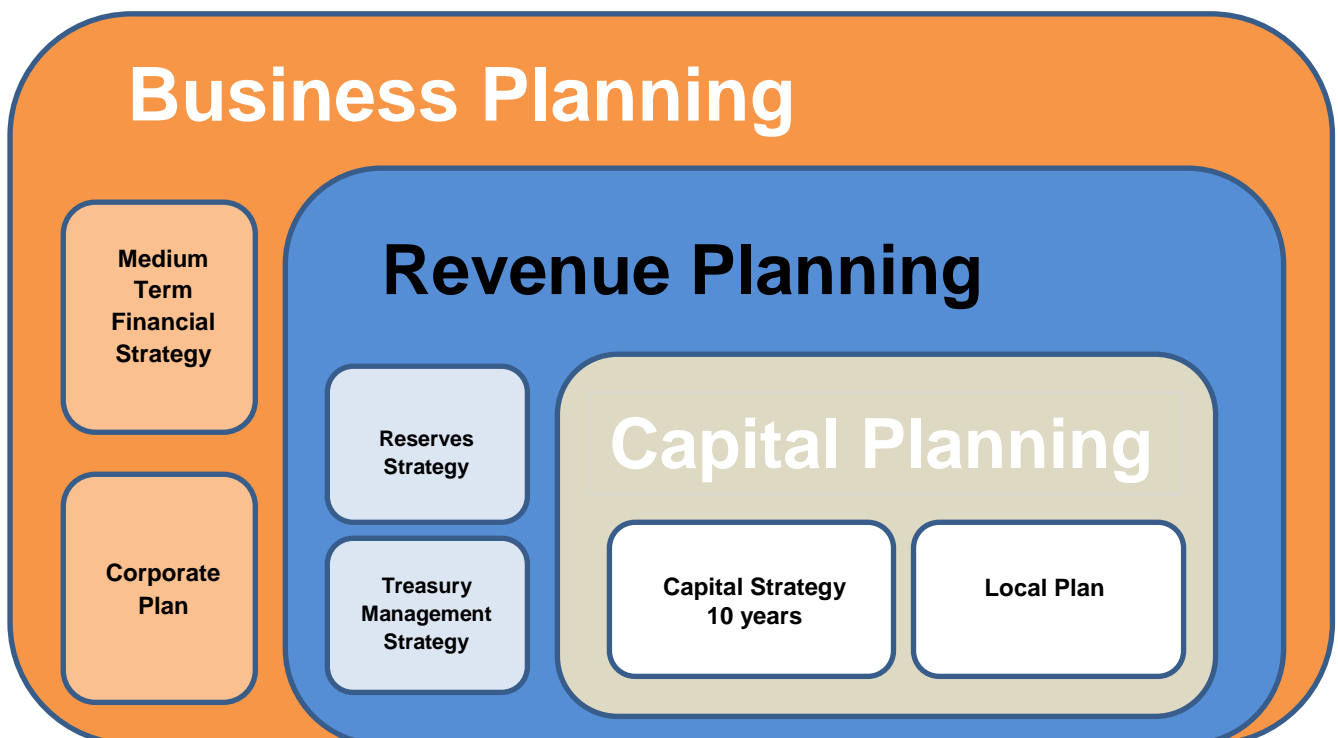 Business Planning
Medium
Term
Financial
Strategy
Corporate
Plan
Revenue Planning
Reserves
Strategy
Treasury
Management
Strategy
Capital Planning
Capital Strategy
10 years
Local Plan